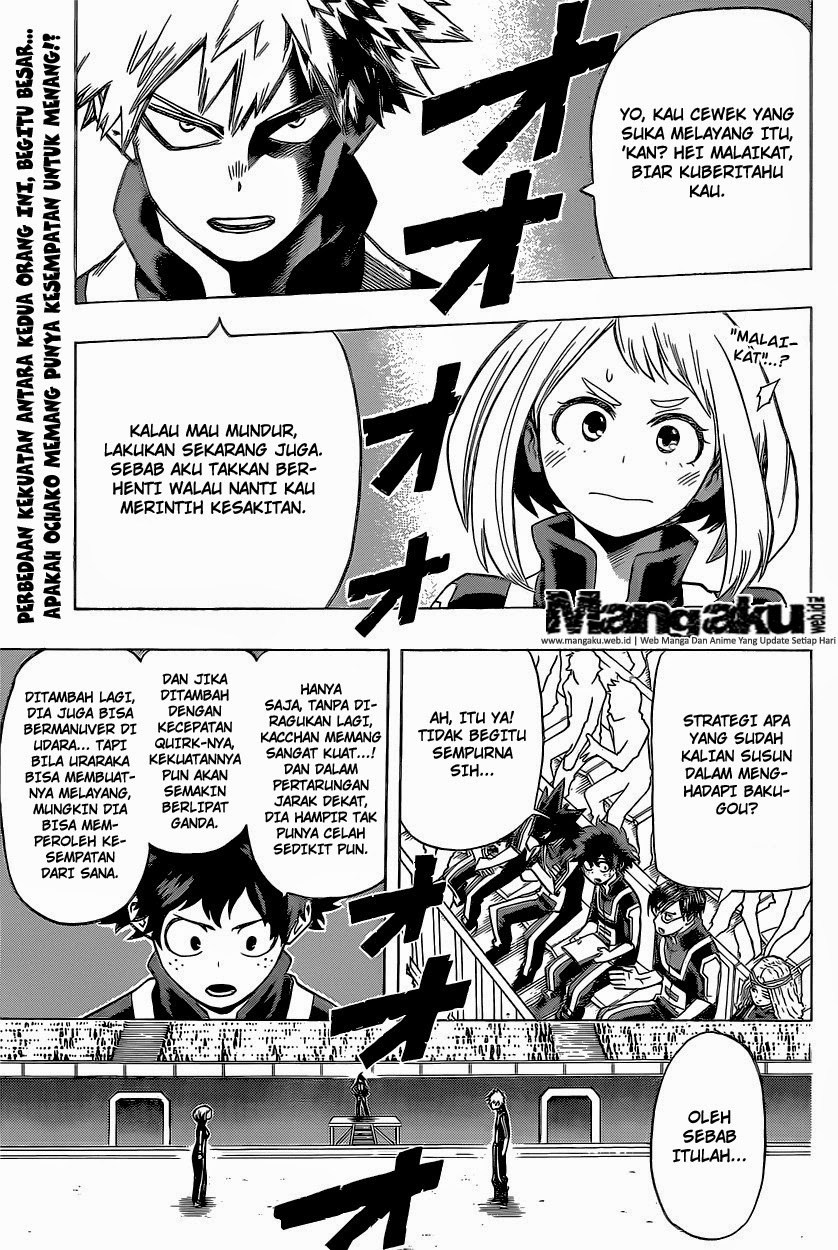 PERBEDAAN KEKUATAN ANTARA KEDUA ORANG INI, BEGITU BESAR...
APAKAH OCHAKO MEMANG PUNYA KESEMPATAN UNTUK MENANG!?
YO, KAU CEWEK YANG
SUKA MELAYANG ITU,
'KAN? HEI MALAIKAT,
BIAR KUBERITAHU
KAU.
"MALAI-
KAT"...?
KALAU MAU MUNDUR,
LAKUKAN SEKARANG JUGA.
SEBAB AKU TAKKAN BER-
HENTI WALAU NANTI KAU
MERINTIH KESAKITAN.
Mangaku
web.id
www.mangaku.web.id | Web Manga Dan Anime Yang Update Setiap Hari
STRATEGI APA
YANG SUDAH
KALIAN SUSUN
DALAM MENG-
HADAPI BAKU-
GOU?
AH, ITU YA!
TIDAK BEGITU
SEMPURNA
SIH...
HANYA
SAJA, TANPA DI-
RAGUKAN LAGI,
KACCHAN MEMANG
SANGAT KUAT...!
DAN DALAM
PERTARUNGAN
JARAK DEKAT,
DIA HAMPIR TAK
PUNYA CELAH
SEDIKIT PUN.
DAN JIKA
DITAMBAH
DENGAN
KECEPATAN
QUIRK-NYA,
KEKUATANNYA
PUN AKAN
SEMAKIN
BERLIPAT
GANDA.
DITAMBAH LAGI,
DIA JUGA BISA
BERMANUVER DI
UDARA... TAPI
BILA URARAKA
BISA MEMBUAT-
NYA MELAYANG,
MUNGKIN DIA
BISA MEM-
PEROLEH KE-
SEMPATAN
DARI SANA.
OLEH
SEBAB
ITULAH...